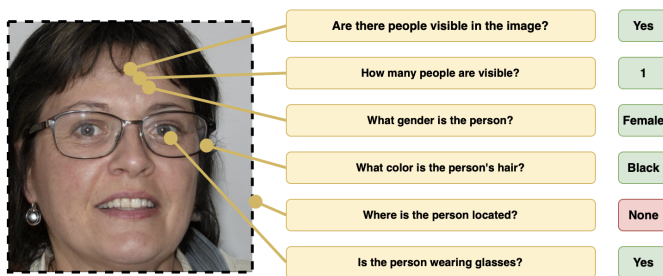 Are there people visible in the image? Yes
How many people are visible? 1
What gender is the person? Female
What color is the person's hair? Black
Where is the person located? None
Is the person wearing glasses? Yes